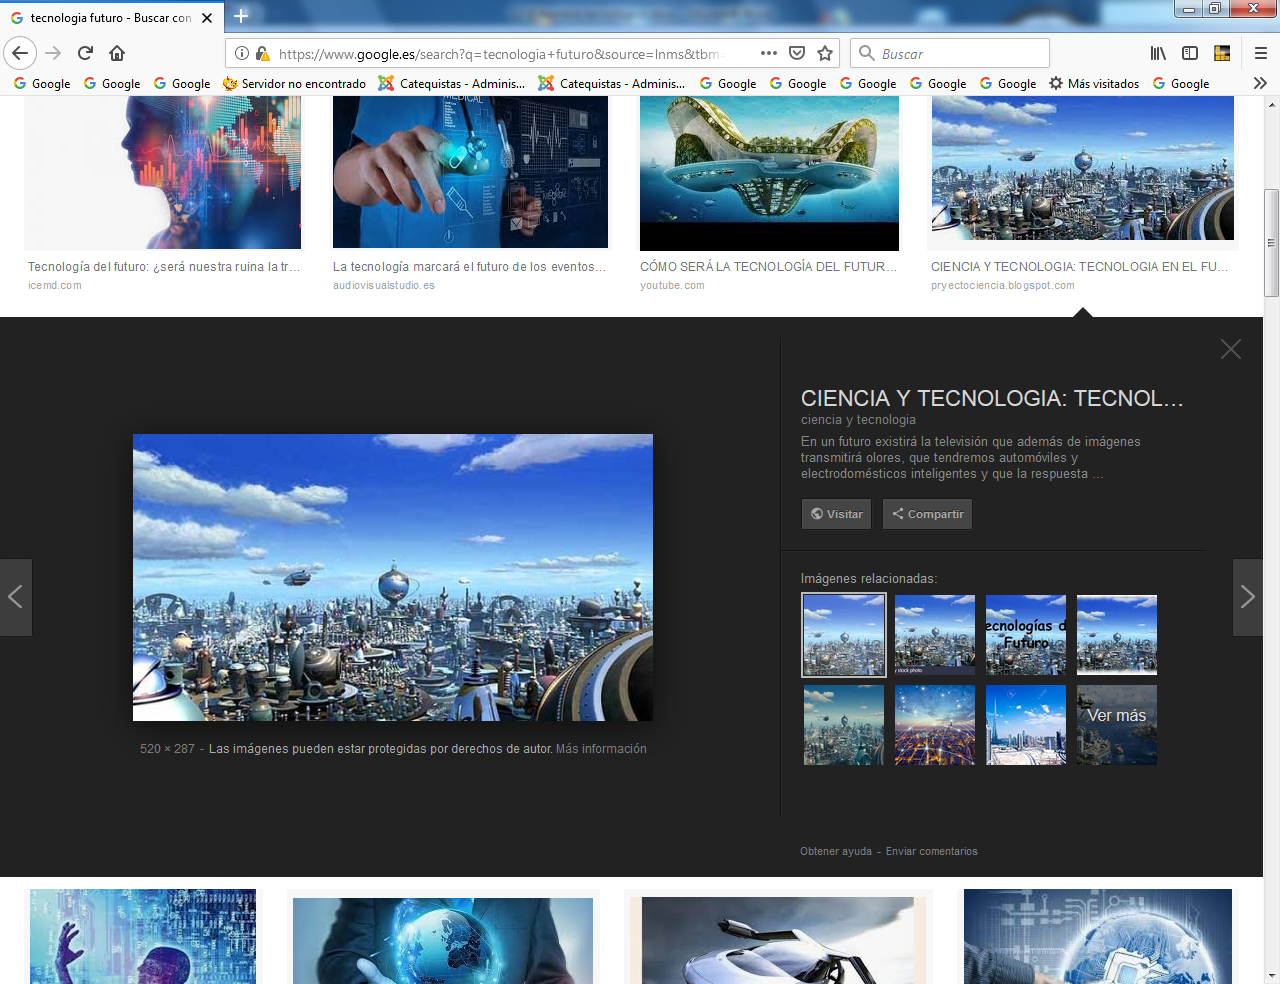 tecnologia futuro - Buscar con
https://www.google.es/search?q=tecnologia+futuro&source=lnms&tbm=
Buscar
Google
Google
Google
Servidor no encontrado
Catequistas - Adminis...
Catequistas - Adminis...
Google
Google
Google
Google
Google
Más visitados
Google
MEDICAL
Tecnología del futuro: ¿será nuestra ruina la tr...
icemd.com
La tecnología marcará el futuro de los eventos...
audiovisualstudio.es
CÓMO SERÁ LA TECNOLOGÍA DEL FUTUR...
youtube.com
CIENCIA Y TECNOLOGIA: TECNOLOGIA EN EL FU...
pryectociencia.blogspot.com
CIENCIA Y TECNOLOGIA: TECNOL...
ciencia y tecnologia
En un futuro existirá la televisión que además de imágenes
transmitirá olores, que tendremos automóviles y
electrodomésticos inteligentes y que la respuesta ...
Visitar
Compartir
Imágenes relacionadas:
ecnologías d
Futuro
stock photo
Ver más
520 × 287 - Las imágenes pueden estar protegidas por derechos de autor. Más información
Obtener ayuda - Enviar comentarios